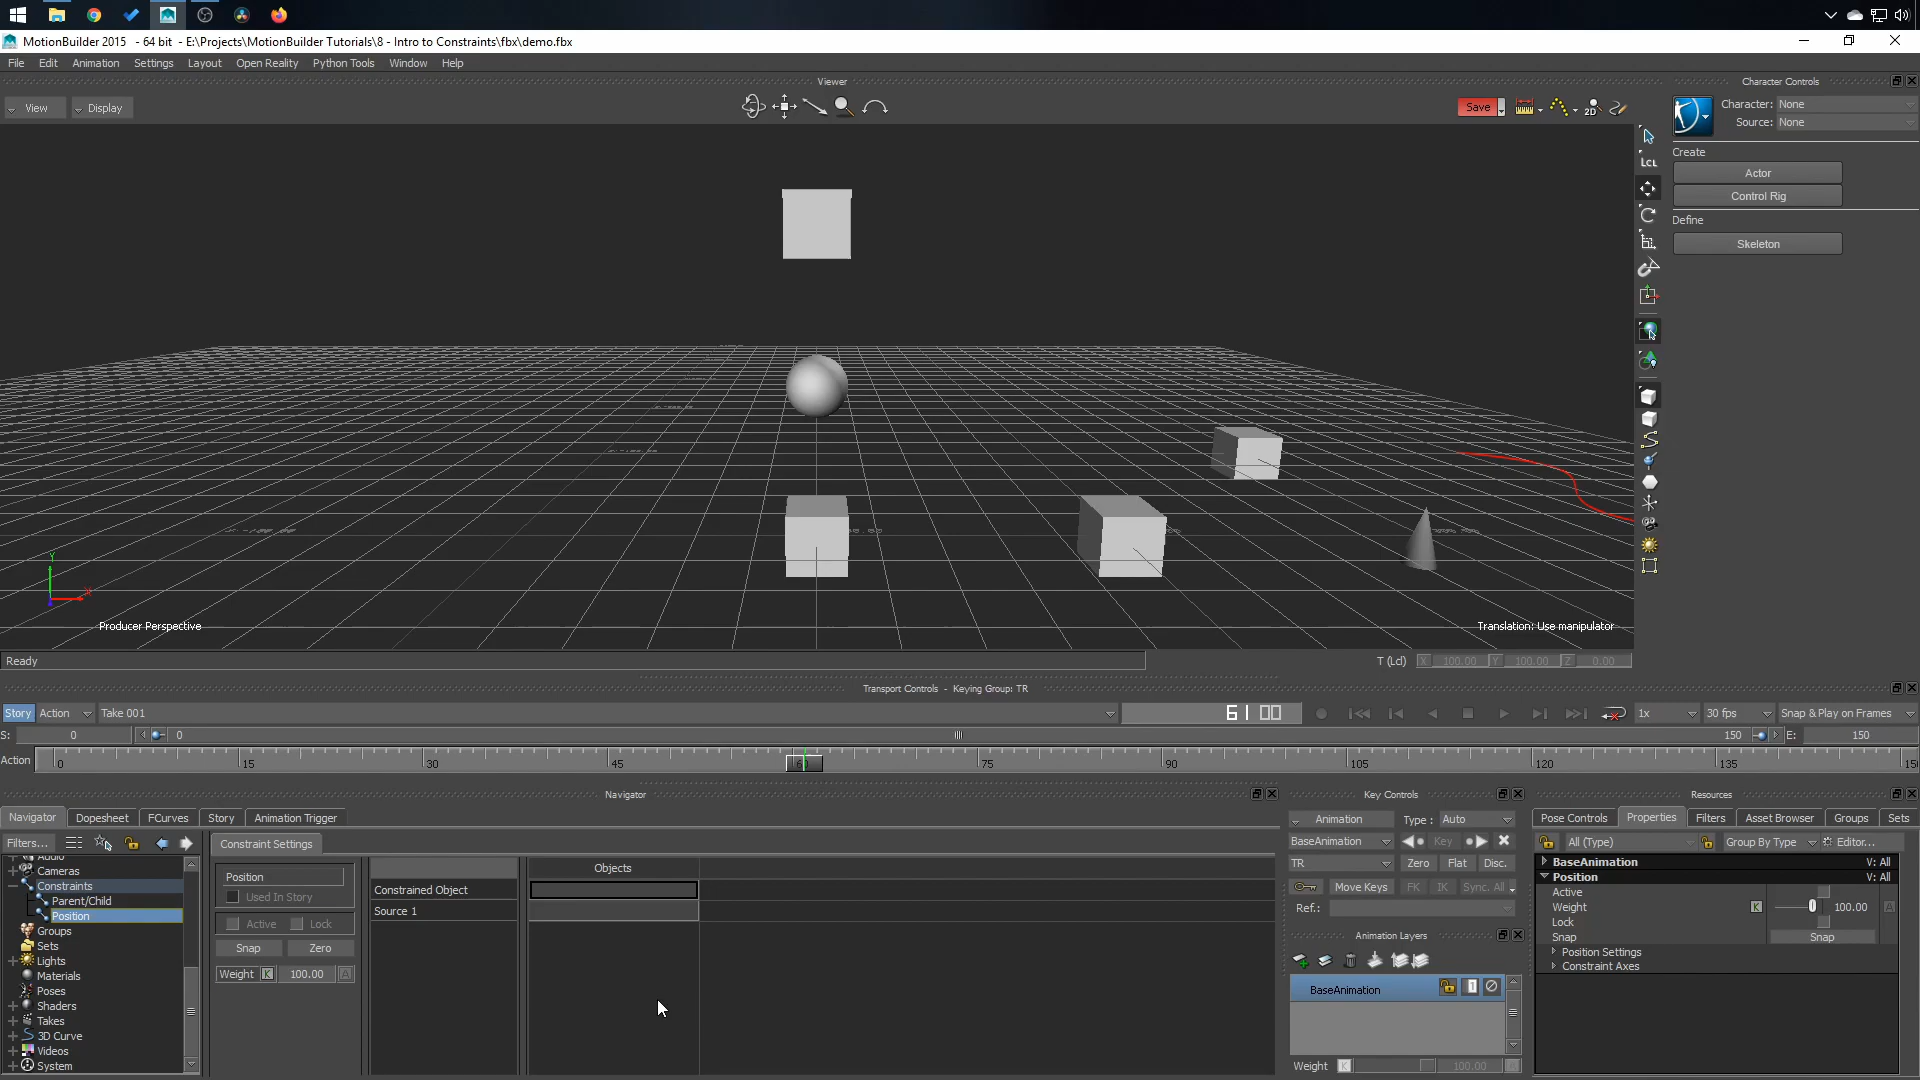 MotionBuilder 2015 - 64 bit - E:\Projects\MotionBuilder Tutorials\8 - Intro to Constraints\fbx\demo.fbx
File Edit Animation Settings Layout Open Reality Python Tools Window Help
Viewer
Character Controls
View Display
Save
2D
Character: None
Source: None
LCL
Create
Actor
Control Rig
Define
Skeleton
Y
X
Producer Perspective
Translation: Use manipulator
Ready
T (Lcl) X 100.00 Y 100.00 Z 0.00
Transport Controls - Keying Group: TR
Story Action Take 001 61 00 1x 30 fps Snap & Play on Frames
S: 0 0 150 E: 150
Action 0 15 30 45 60 75 90 105 120 135 150
Navigator
Key Controls
Resources
Navigator Dopesheet FCurves Story Animation Trigger
Animation Type : Auto
Pose Controls Properties Filters Asset Browser Groups Sets
Filters...
Constraint Settings
BaseAnimation Key
All (Type) Group By Type Editor...
Audio
Cameras
Constraints
Parent/Child
Position
Groups
Sets
Lights
Materials
Poses
Shaders
Takes
3D Curve
Videos
System
Position
Used In Story
Active Lock
Snap Zero
Weight K 100.00 A
Objects
Constrained Object
Source 1
TR Zero Flat Disc.
Move Keys FK IK Sync. All
Ref.:
Animation Layers
BaseAnimation 1
Weight K 100.00 A
BaseAnimation V: All
Position V: All
Active
Weight K 100.00 A
Lock
Snap Snap
Position Settings
Constraint Axes